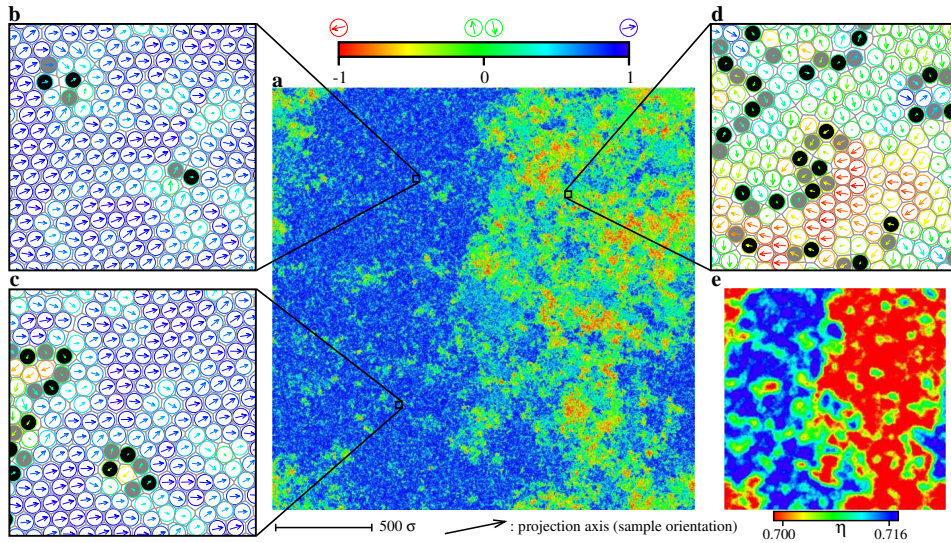 b
d
-1
0
1
a
c
e
500 σ
: projection axis (sample orientation)
0.700
η
0.716